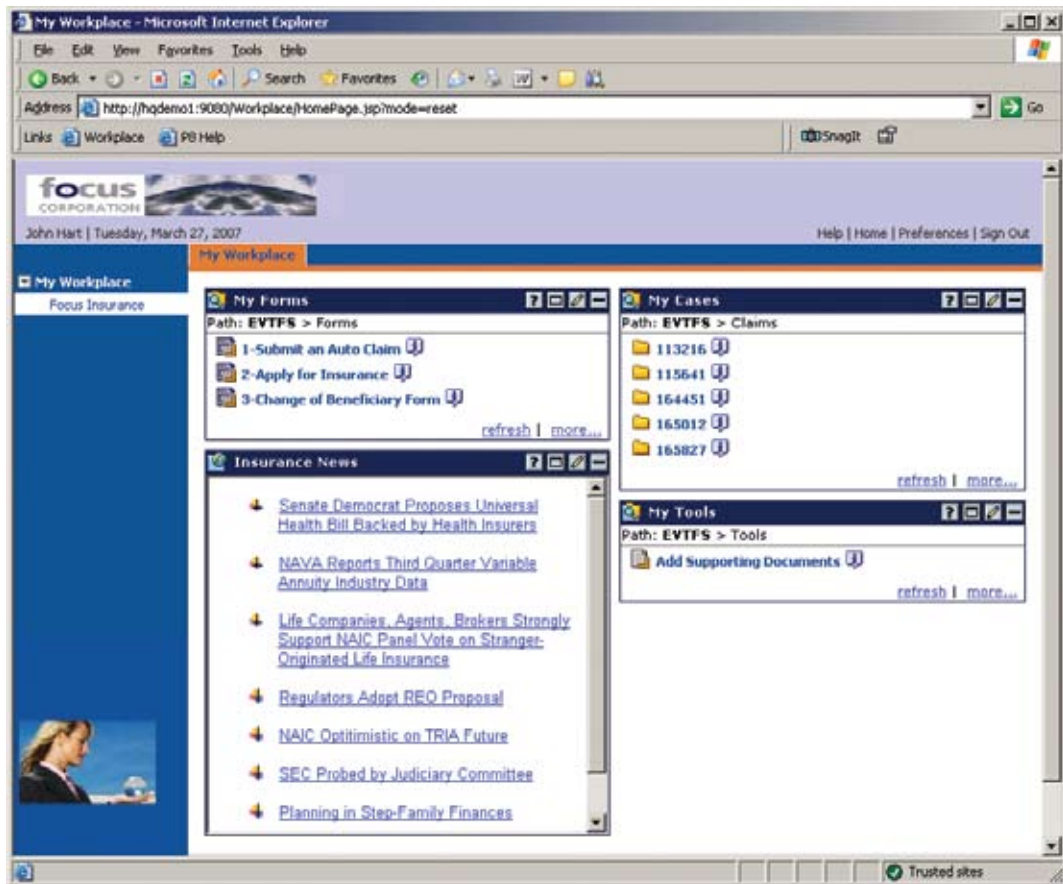 My Workplace - Microsoft Internet Explorer
File Edit View Favorites Tools Help
Back Search Favorites
Address http://hqdemo1:9080/Workplace/HomePage.jsp?mode=reset Go
Links Workplace P8 Help SnagIt
focus
CORPORATION
John Hart | Tuesday, March 27, 2007 Help | Home | Preferences | Sign Out
My Workplace
My Workplace
Focus Insurance
My Forms
Path: EVTFS > Forms
1-Submit an Auto Claim
2-Apply for Insurance
3-Change of Beneficiary Form
refresh | more...
My Cases
Path: EVTFS > Claims
113216
115641
164451
165012
165827
refresh | more...
Insurance News
Senate Democrat Proposes Universal
Health Bill Backed by Health Insurers
NAVA Reports Third Quarter Variable
Annuity Industry Data
Life Companies, Agents, Brokers Strongly
Support NAIC Panel Vote on Stranger-
Originated Life Insurance
Regulators Adopt REO Proposal
NAIC Optitimistic on TRIA Future
SEC Probed by Judiciary Committee
Planning in Step-Family Finances
My Tools
Path: EVTFS > Tools
Add Supporting Documents
refresh | more...
Trusted sites